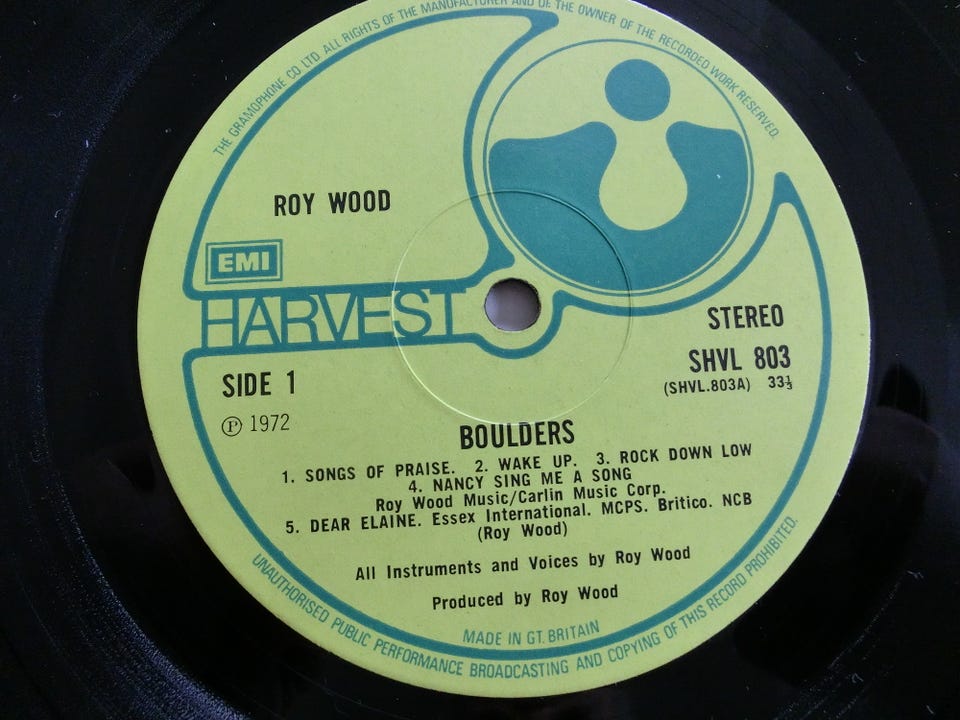 THE GRAMOPHONE CO LTD ALL RIGHTS OF THE MANUFACTURER AND OF THE OWNER OF THE RECORDED WORK RESERVED.
ROY WOOD
EMI
HARVEST
STEREO
SHVL 803
(SHVL.803A) 33⅓
SIDE 1
℗ 1972
BOULDERS
1. SONGS OF PRAISE. 2. WAKE UP. 3. ROCK DOWN LOW
4. NANCY SING ME A SONG
Roy Wood Music/Carlin Music Corp.
5. DEAR ELAINE. Essex International. MCPS. Britico. NCB
(Roy Wood)
All Instruments and Voices by Roy Wood
Produced by Roy Wood
MADE IN GT. BRITAIN
UNAUTHORISED PUBLIC PERFORMANCE BROADCASTING AND COPYING OF THIS RECORD PROHIBITED.